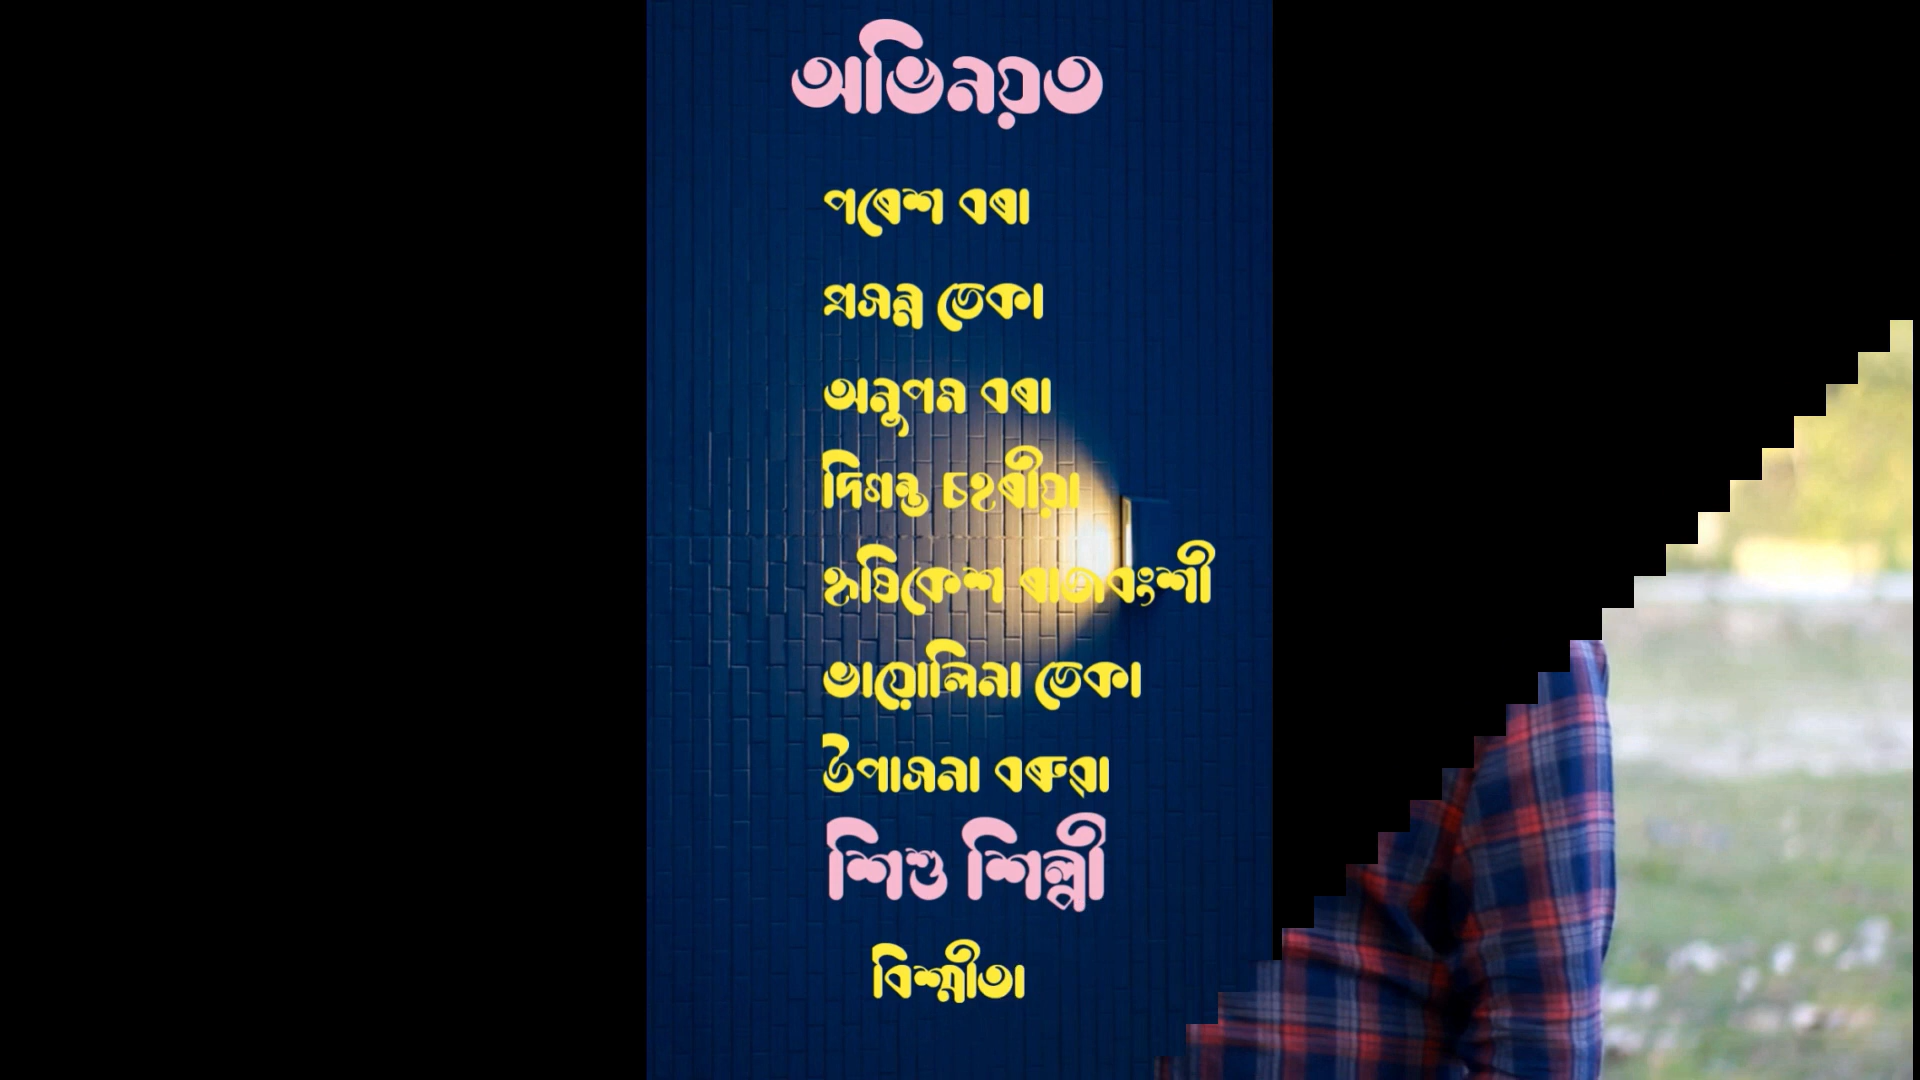 অভিনয়ত
পৰেশ বৰা
প্ৰসন্ন ডেকা
অনুপম বৰা
দিগন্ত চহৰীয়া
হৃষিকেশ ৰাজবংশী
ভায়োলিনা ডেকা
উপাসনা বৰুৱা
শিশু শিল্পী
বিশ্মীতা